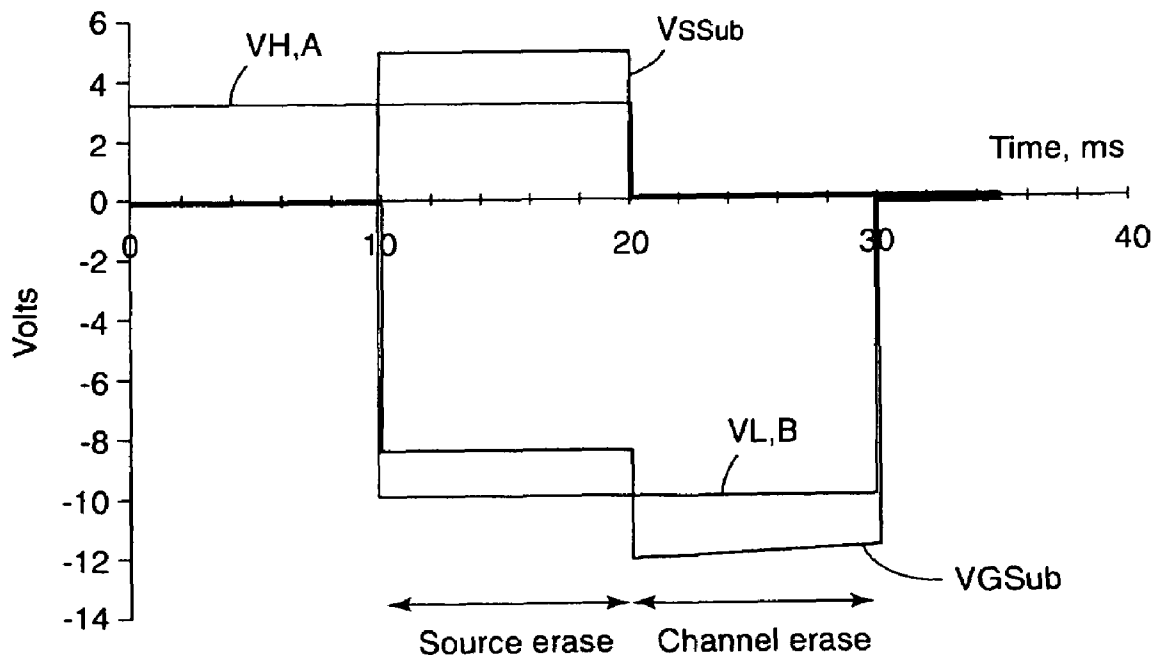 6
4
2
0
-2
-4
-6
-8
-10
-12
-14
Volts
VH,A
VSSub
Time, ms
0
10
20
30
40
VL,B
VGSub
Source erase
Channel erase